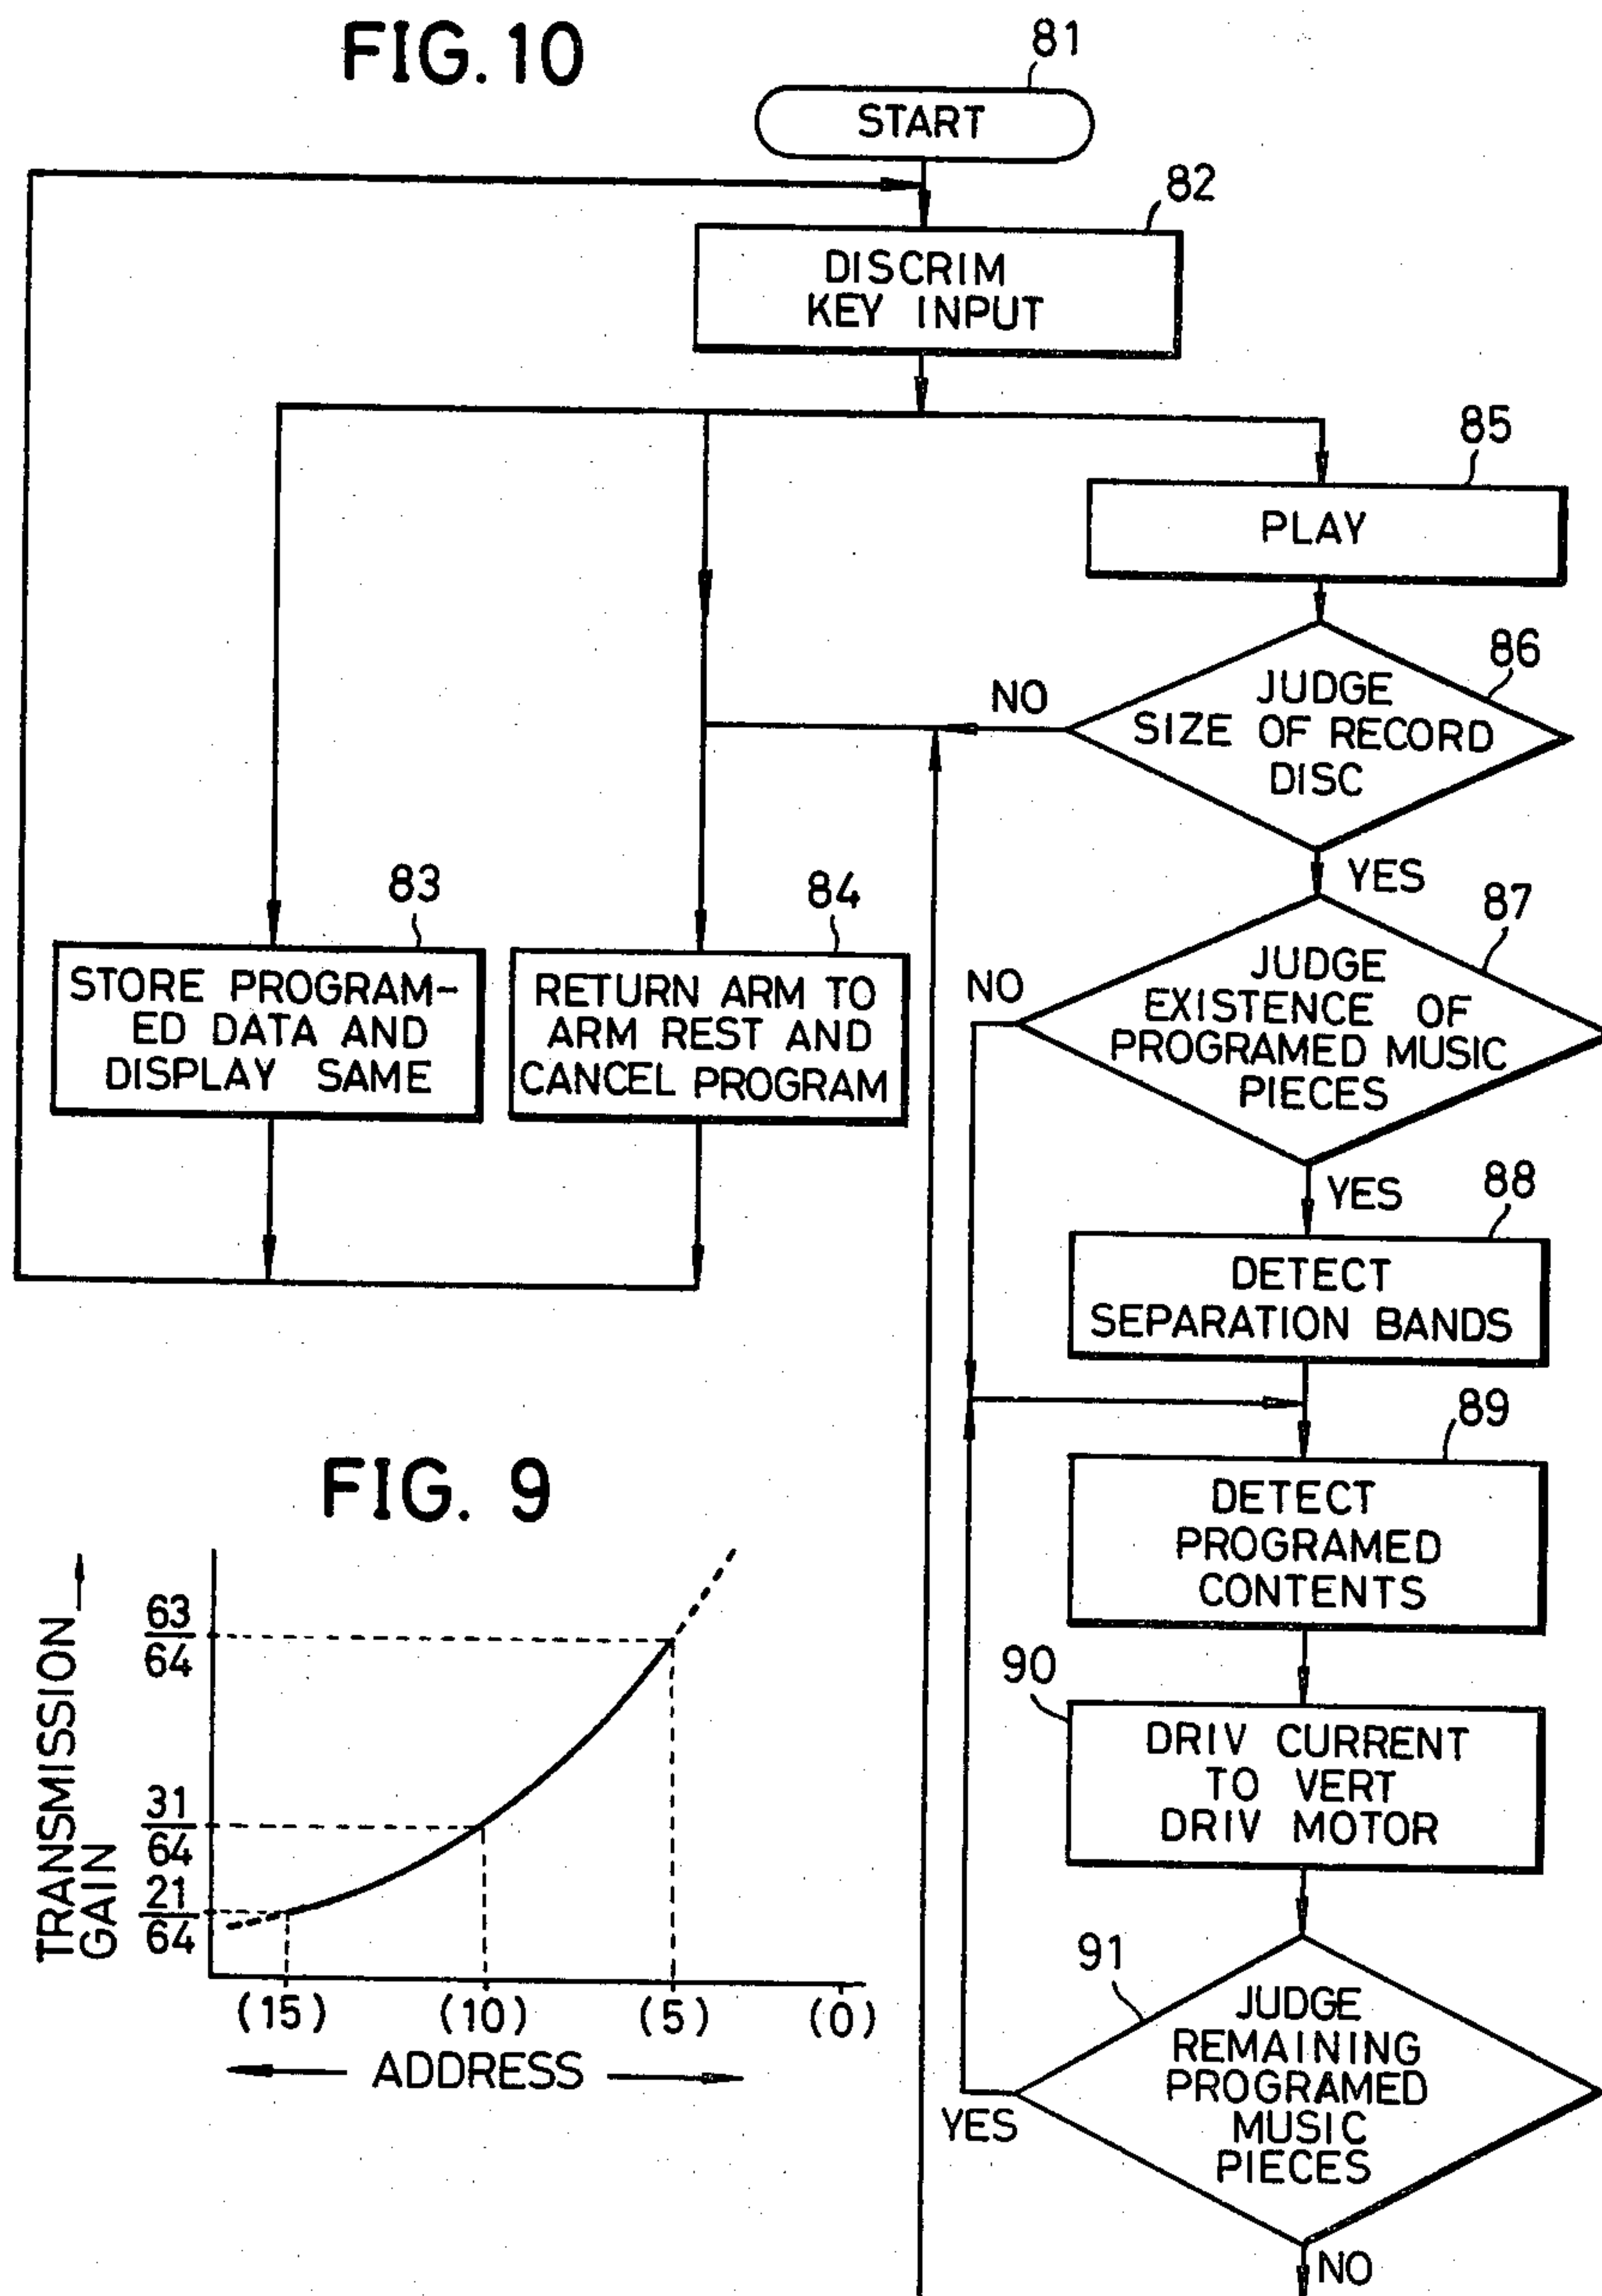 FIG. 10
81
START
82
DISCRIM
KEY INPUT
85
PLAY
86
JUDGE
SIZE OF RECORD
DISC
NO
YES
83
STORE PROGRAM-
ED DATA AND
DISPLAY SAME
84
RETURN ARM TO
ARM REST AND
CANCEL PROGRAM
87
JUDGE
EXISTENCE OF
PROGRAMED MUSIC
PIECES
NO
YES
88
DETECT
SEPARATION BANDS
89
DETECT
PROGRAMED
CONTENTS
90
DRIV CURRENT
TO VERT
DRIV MOTOR
91
JUDGE
REMAINING
PROGRAMED
MUSIC
PIECES
YES
NO
FIG. 9
TRANSMISSION
GAIN
63
64
31
64
21
64
(15) (10) (5) (0)
ADDRESS